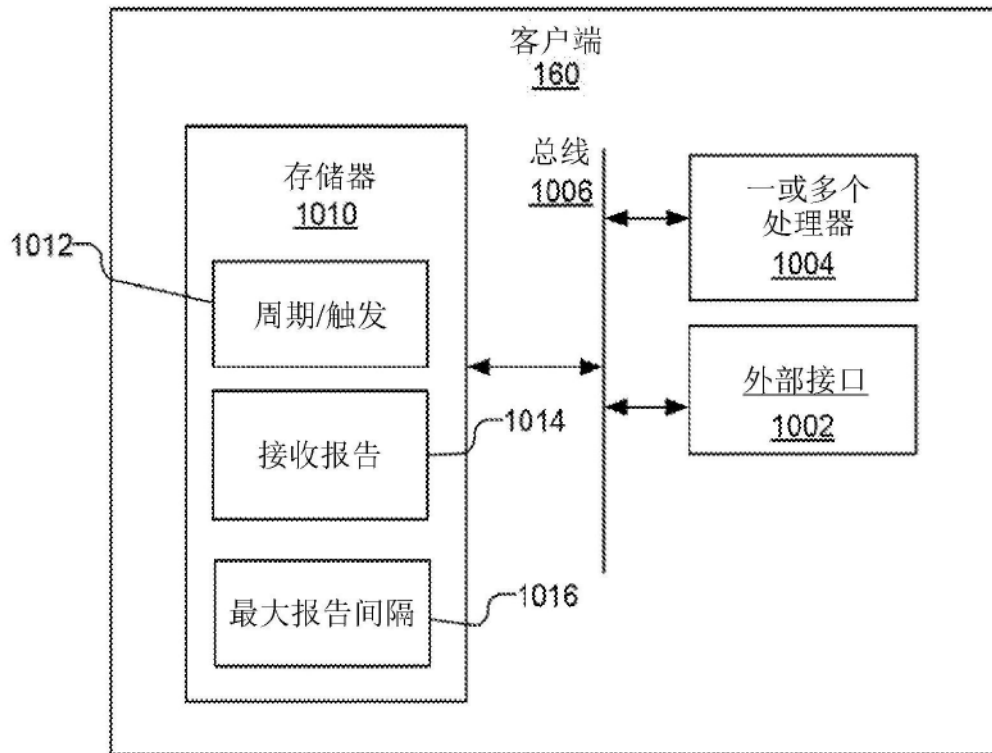 客户端
160
存储器
1010
总线
1006
一或多个
处理器
1004
1012
周期/触发
外部接口
1002
1014
接收报告
1016
最大报告间隔